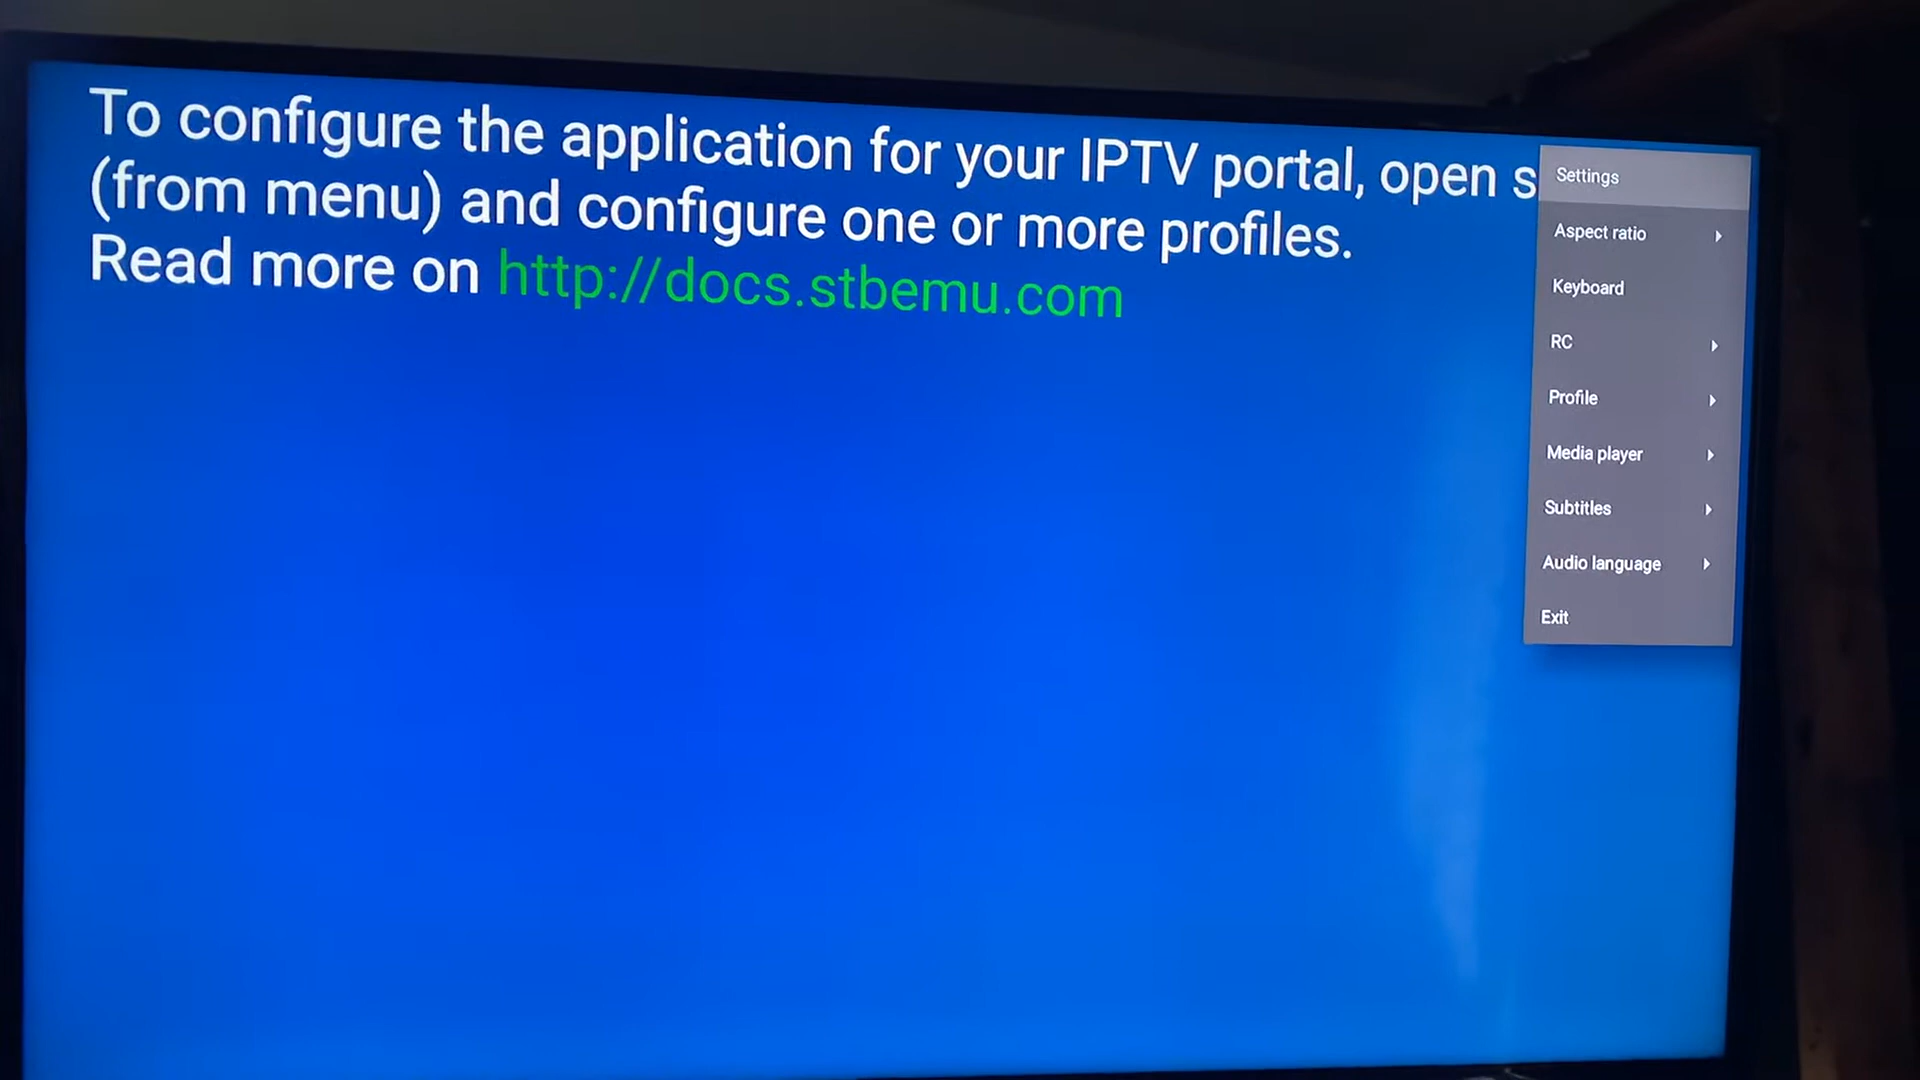 To configure the application for your IPTV portal, open s
(from menu) and configure one or more profiles.
Read more on http://docs.stbemu.com
Settings
Aspect ratio
Keyboard
RC
Profile
Media player
Subtitles
Audio language
Exit